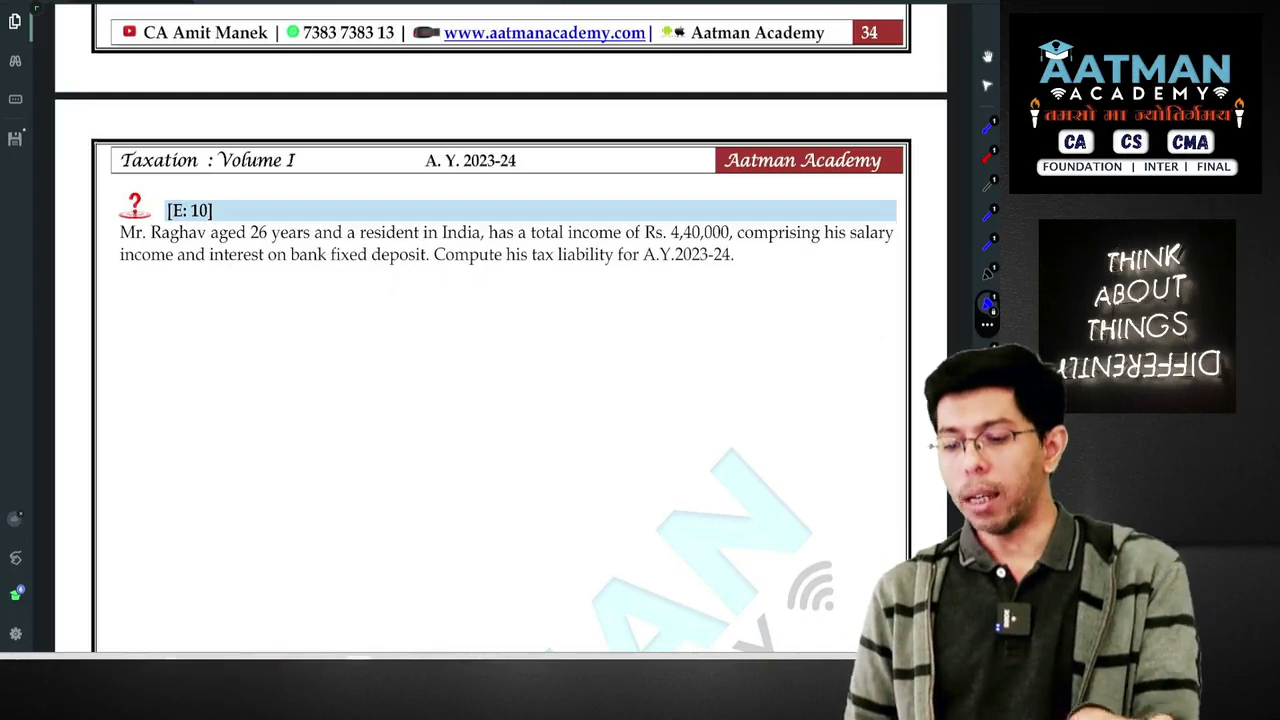 CA Amit Manek | 7383 7383 13 | www.aatmanacademy.com | Aatman Academy 34
Taxation : Volume I A. Y. 2023-24 Aatman Academy
[E: 10]
Mr. Raghav aged 26 years and a resident in India, has a total income of Rs. 4,40,000, comprising his salary
income and interest on bank fixed deposit. Compute his tax liability for A.Y.2023-24.
AATMAN
ACADEMY
तमसो मा ज्योतिर्गमय
CA CS CMA
FOUNDATION | INTER | FINAL
THINK
ABOUT
THINGS
DIFFERENTLY